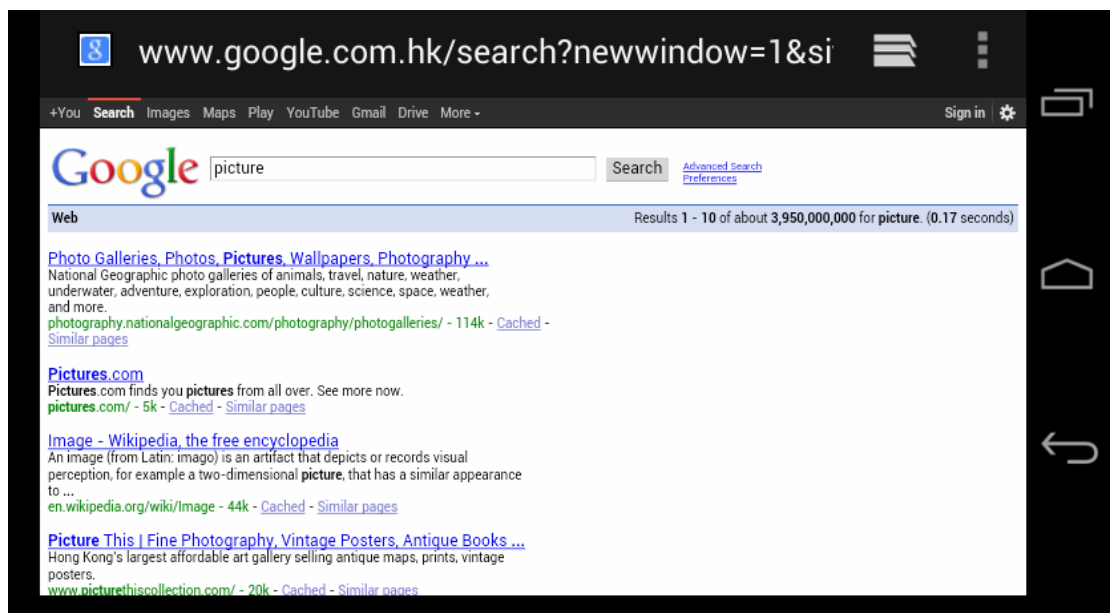 8 www.google.com.hk/search?newwindow=1&si
+You Search Images Maps Play YouTube Gmail Drive More Sign in
Google picture Search Advanced Search
Preferences
Web Results 1 - 10 of about 3,950,000,000 for picture. (0.17 seconds)
Photo Galleries, Photos, Pictures, Wallpapers, Photography ...
National Geographic photo galleries of animals, travel, nature, weather,
underwater, adventure, exploration, people, culture, science, space, weather,
and more.
photography.nationalgeographic.com/photography/photogalleries/ - 114k - Cached -
Similar pages
Pictures.com
Pictures.com finds you pictures from all over. See more now.
pictures.com/ - 5k - Cached - Similar pages
Image - Wikipedia, the free encyclopedia
An image (from Latin: imago) is an artifact that depicts or records visual
perception, for example a two-dimensional picture, that has a similar appearance
to ...
en.wikipedia.org/wiki/Image - 44k - Cached - Similar pages
Picture This | Fine Photography, Vintage Posters, Antique Books ...
Hong Kong's largest affordable art gallery selling antique maps, prints, vintage
posters.
www.picturethiscollection.com/ - 20k - Cached - Similar pages